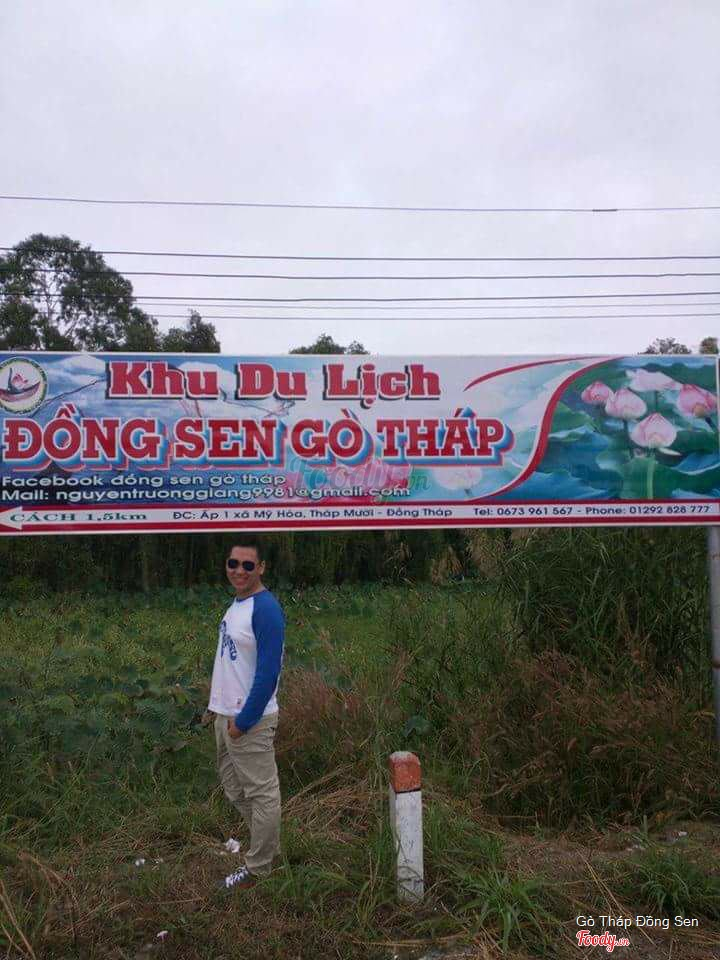 Khu Du Lịch
ĐỒNG SEN GÒ THÁP
Facebook đồng sen gò tháp
Mail: nguyentruonggiang9981@gmail.com
CÁCH 1,5km ĐC: Ấp 1 xã Mỹ Hòa, Tháp Mười - Đồng Tháp Tel: 0673 961 567 - Phone: 01292 828 777
Foody.vn
Gò Tháp Đồng Sen
Foody.vn